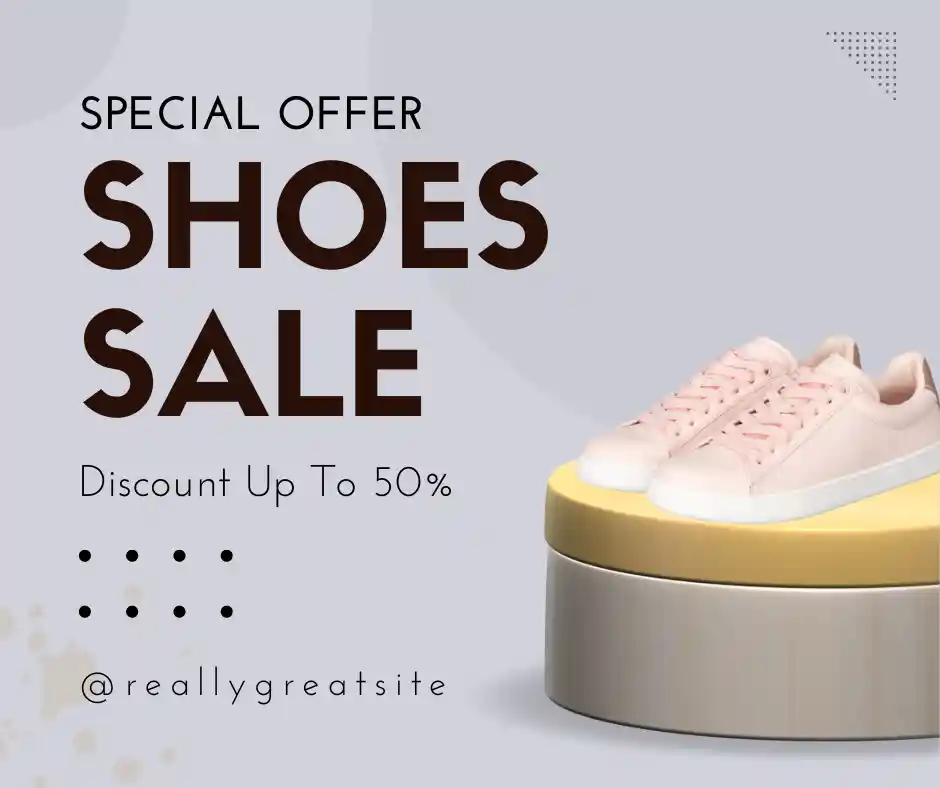 SPECIAL OFFER
SHOES
SALE
Discount Up To 50%
@reallygreatsite